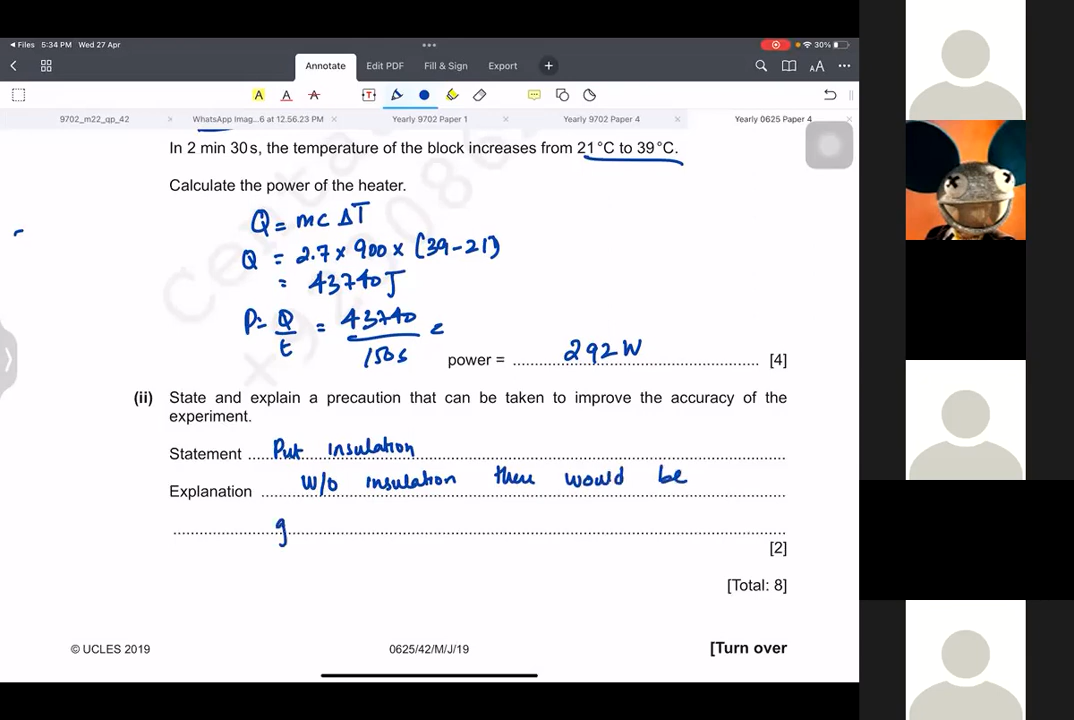 Files 5:34 PM Wed 27 Apr
30%
Annotate Edit PDF Fill & Sign Export
A A A T AA
9702_m22_qp_42 WhatsApp Imag...6 at 12.56.23 PM Yearly 9702 Paper 1 Yearly 9702 Paper 4 Yearly 0625 Paper 4
In 2 min 30 s, the temperature of the block increases from 21 °C to 39 °C.
Calculate the power of the heater.
Q = mc ΔT
Q = 2.7 × 900 × (39-21)
= 43740 J
P = Q/t = 43740/150s =
power = 292 W [4]
(ii) State and explain a precaution that can be taken to improve the accuracy of the
experiment.
Statement Put insulation
Explanation w/o insulation there would be
g
[2]
[Total: 8]
© UCLES 2019 0625/42/M/J/19 [Turn over